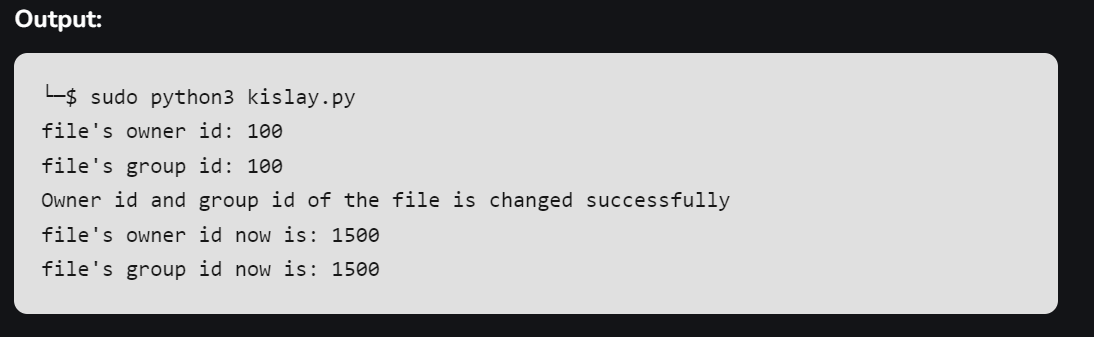 Output:
└─$ sudo python3 kislay.py
file's owner id: 100
file's group id: 100
Owner id and group id of the file is changed successfully
file's owner id now is: 1500
file's group id now is: 1500